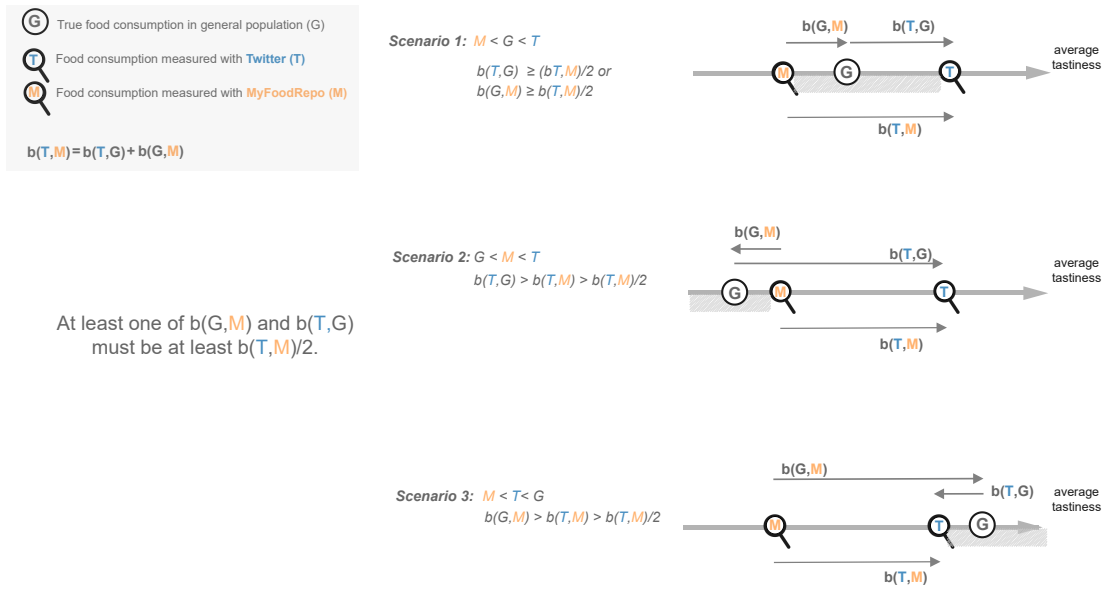 G True food consumption in general population (G)
T Food consumption measured with Twitter (T)
M Food consumption measured with MyFoodRepo (M)
b(T,M)=b(T,G)+ b(G,M)
At least one of b(G,M) and b(T,G)
must be at least b(T,M)/2.
Scenario 1: M < G < T
b(T,G) ≥ (bT,M)/2 or
b(G,M) ≥ b(T,M)/2
b(G,M)
b(T,G)
M
G
T
average
tastiness
b(T,M)
Scenario 2: G < M < T
b(T,G) > b(T,M) > b(T,M)/2
b(G,M)
b(T,G)
G
M
T
average
tastiness
b(T,M)
Scenario 3: M < T< G
b(G,M) > b(T,M) > b(T,M)/2
b(G,M)
b(T,G)
M
T
G
average
tastiness
b(T,M)